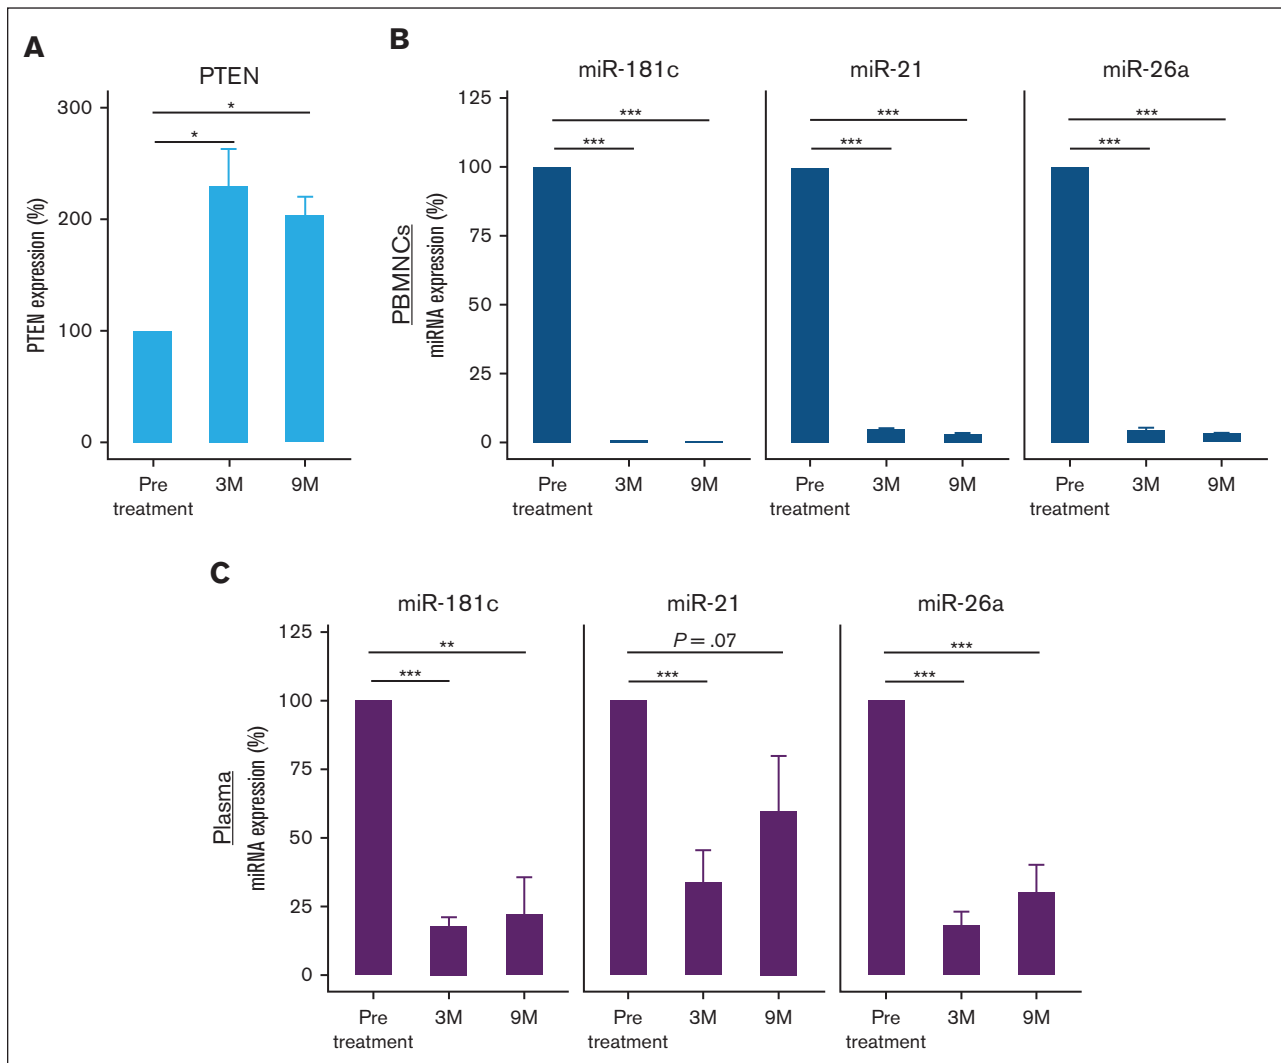 A
PTEN
PTEN expression (%)
300
200
100
0
*
*
Pre
treatment
3M
9M
B
PBMNCs
miRNA expression (%)
125
100
75
50
25
0
miR-181c
***
***
Pre
treatment
3M
9M
miR-21
***
***
Pre
treatment
3M
9M
miR-26a
***
***
Pre
treatment
3M
9M
C
Plasma
miRNA expression (%)
125
100
75
50
25
0
miR-181c
**
***
Pre
treatment
3M
9M
miR-21
P = .07
***
Pre
treatment
3M
9M
miR-26a
***
***
Pre
treatment
3M
9M